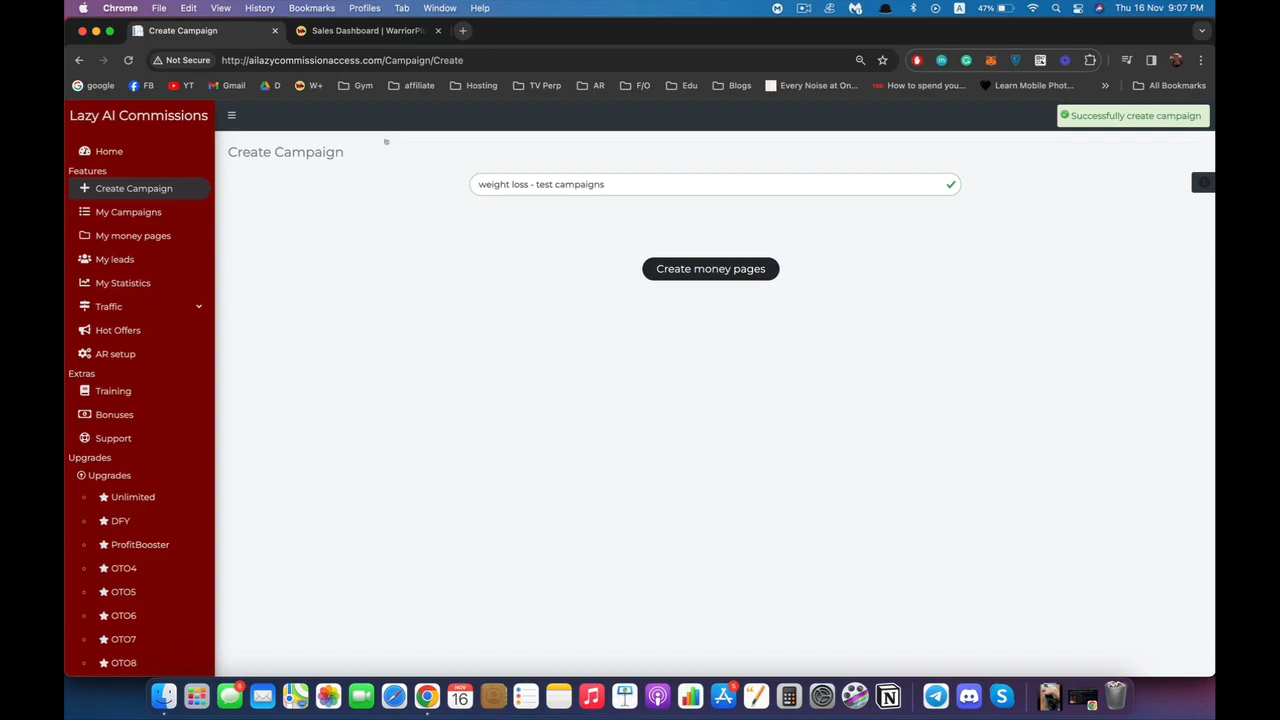 Chrome File Edit View History Bookmarks Profiles Tab Window Help 47% Thu 16 Nov 9:07 PM
Create Campaign Sales Dashboard | WarriorPlu
Not Secure http://ailazycommissionaccess.com/Campaign/Create
google FB YT Gmail D W+ Gym affiliate Hosting TV Perp AR F/O Edu Blogs Every Noise at On... How to spend you... Learn Mobile Phot... » All Bookmarks
Lazy AI Commissions
Successfully create campaign
Home
Features
Create Campaign
My Campaigns
My money pages
My leads
My Statistics
Traffic
Hot Offers
AR setup
Extras
Training
Bonuses
Support
Upgrades
Upgrades
Unlimited
DFY
ProfitBooster
OTO4
OTO5
OTO6
OTO7
OTO8
Create Campaign
weight loss - test campaigns
Create money pages
NOV
16